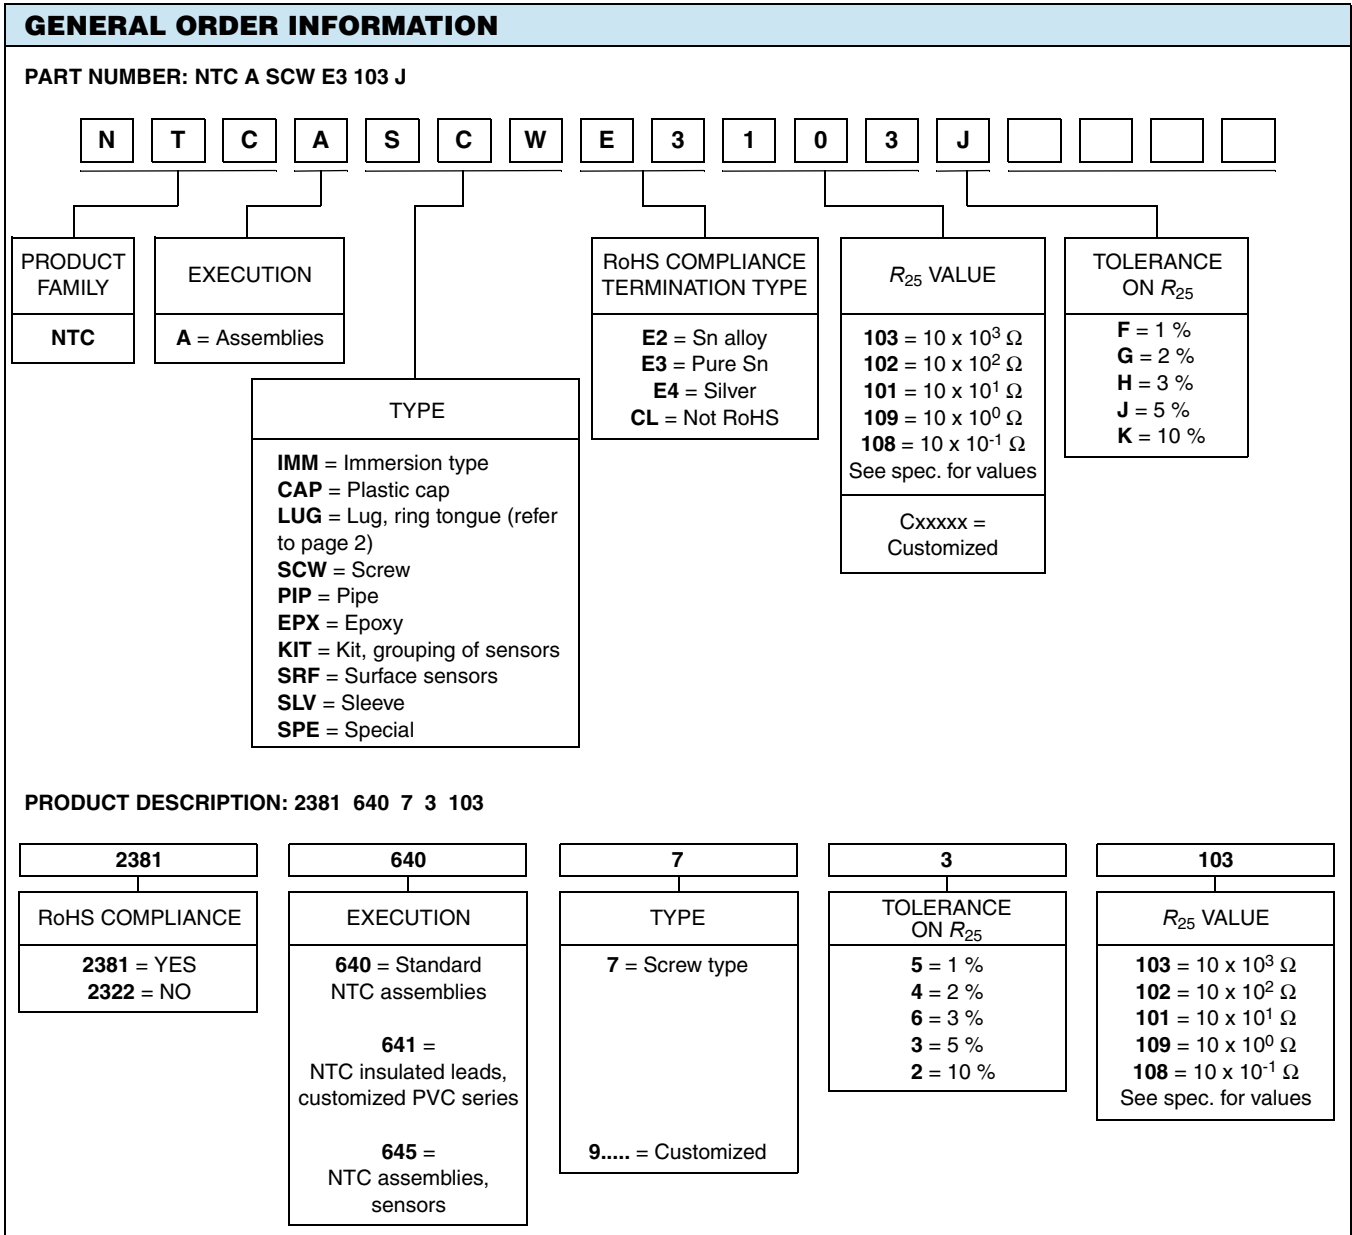 GENERAL ORDER INFORMATION
PART NUMBER: NTC A SCW E3 103 J
N T C A S C W E 3 1 0 3 J
PRODUCT
FAMILY
NTC
EXECUTION
A = Assemblies
TYPE
IMM = Immersion type
CAP = Plastic cap
LUG = Lug, ring tongue (refer
to page 2)
SCW = Screw
PIP = Pipe
EPX = Epoxy
KIT = Kit, grouping of sensors
SRF = Surface sensors
SLV = Sleeve
SPE = Special
RoHS COMPLIANCE
TERMINATION TYPE
E2 = Sn alloy
E3 = Pure Sn
E4 = Silver
CL = Not RoHS
R25 VALUE
103 = 10 x 10³ Ω
102 = 10 x 10² Ω
101 = 10 x 10¹ Ω
109 = 10 x 10⁰ Ω
108 = 10 x 10⁻¹ Ω
See spec. for values
Cxxxxx =
Customized
TOLERANCE
ON R25
F = 1 %
G = 2 %
H = 3 %
J = 5 %
K = 10 %
PRODUCT DESCRIPTION: 2381 640 7 3 103
2381
RoHS COMPLIANCE
2381 = YES
2322 = NO
640
EXECUTION
640 = Standard
NTC assemblies
641 =
NTC insulated leads,
customized PVC series
645 =
NTC assemblies,
sensors
7
TYPE
7 = Screw type
9..... = Customized
3
TOLERANCE
ON R25
5 = 1 %
4 = 2 %
6 = 3 %
3 = 5 %
2 = 10 %
103
R25 VALUE
103 = 10 x 10³ Ω
102 = 10 x 10² Ω
101 = 10 x 10¹ Ω
109 = 10 x 10⁰ Ω
108 = 10 x 10⁻¹ Ω
See spec. for values